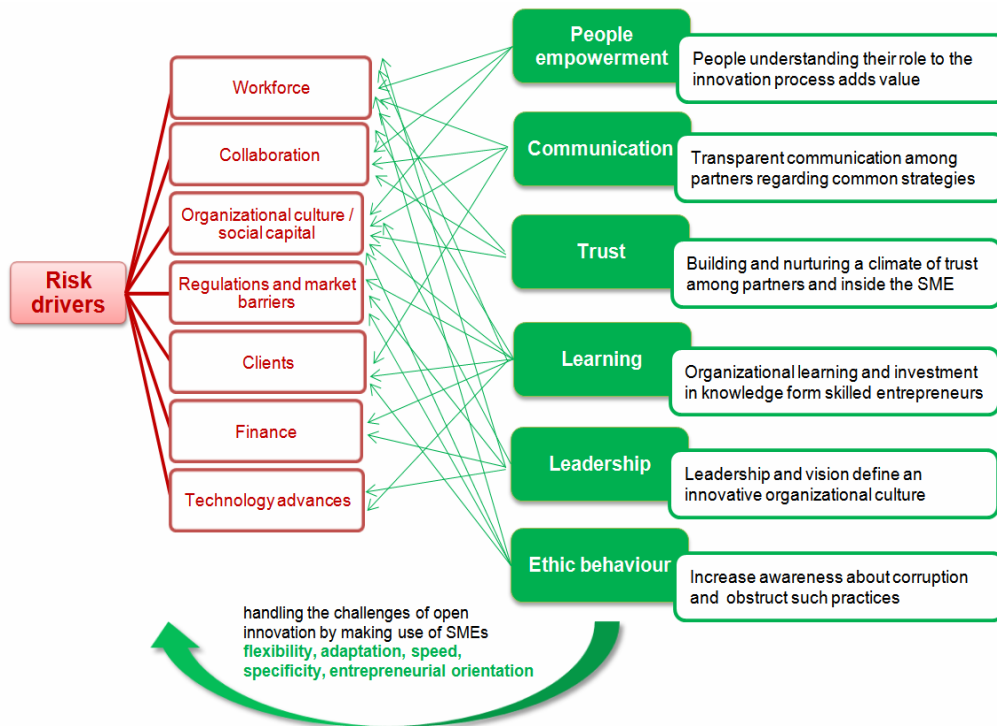 Risk
drivers
Workforce
Collaboration
Organizational culture /
social capital
Regulations and market
barriers
Clients
Finance
Technology advances
People
empowerment
People understanding their role to the
innovation process adds value
Communication
Transparent communication among
partners regarding common strategies
Trust
Building and nurturing a climate of trust
among partners and inside the SME
Learning
Organizational learning and investment
in knowledge form skilled entrepreneurs
Leadership
Leadership and vision define an
innovative organizational culture
Ethic behaviour
Increase awareness about corruption
and obstruct such practices
handling the challenges of open
innovation by making use of SMEs
flexibility, adaptation, speed,
specificity, entrepreneurial orientation